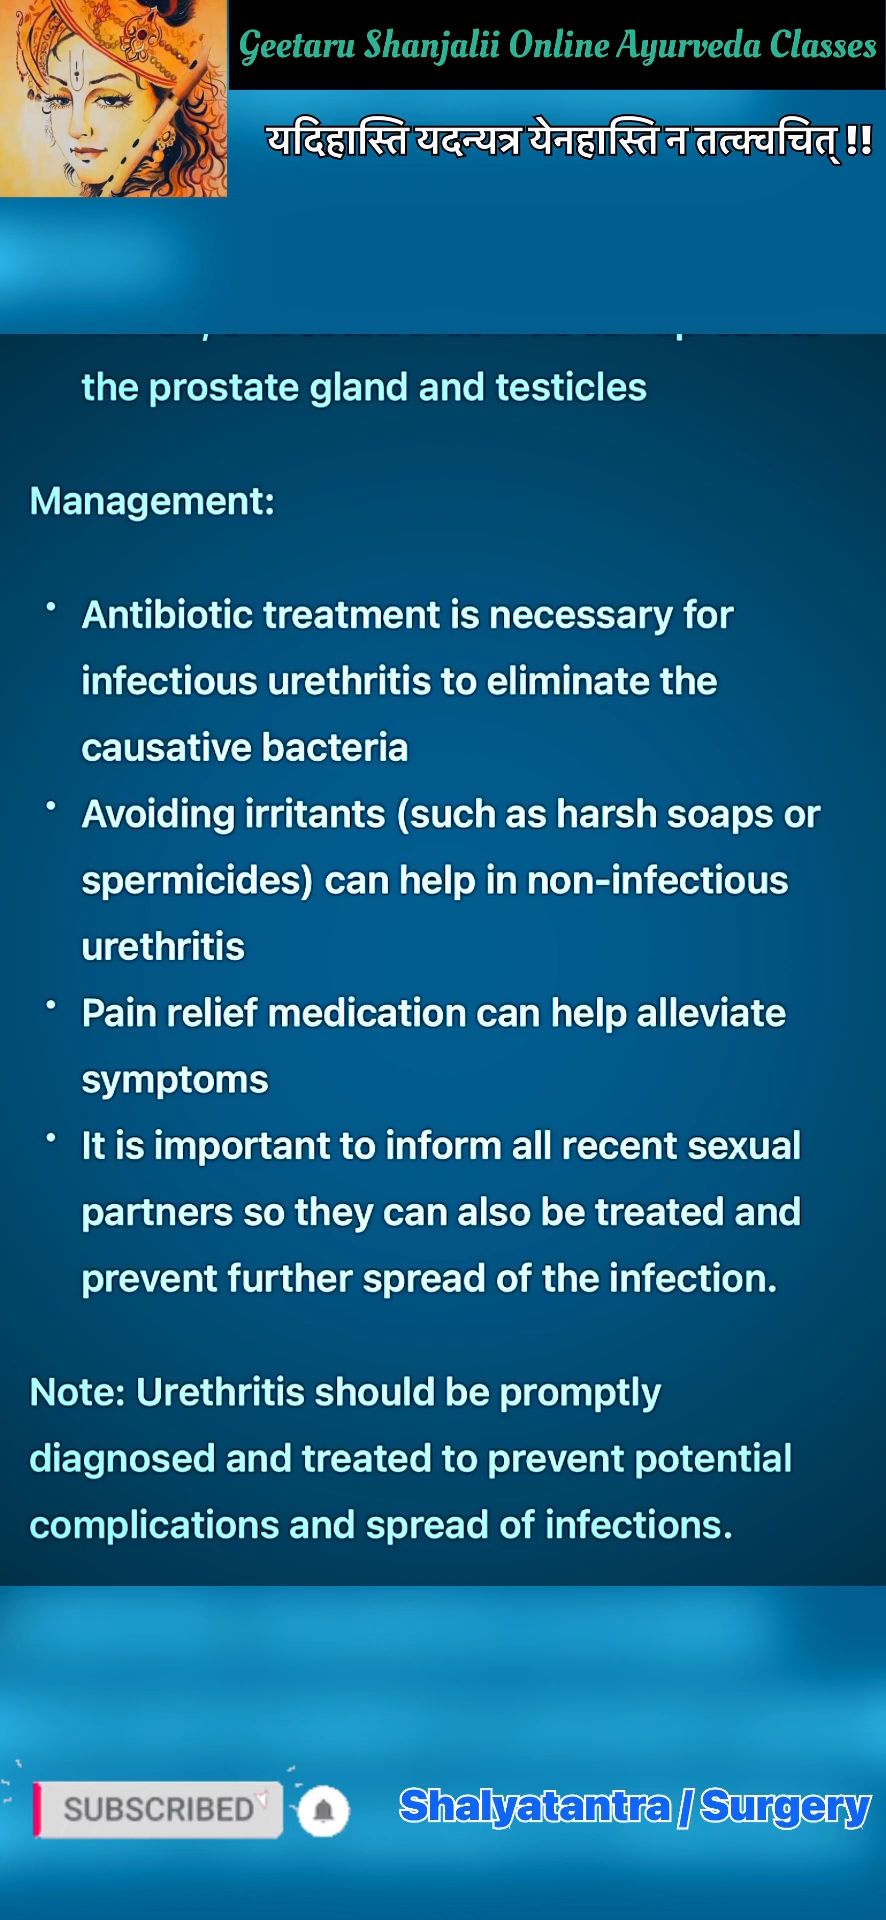 Geetaru Shanjalii Online Ayurveda Classes
यदिहास्ति यदन्यत्र येनहास्ति न तत्क्वचित् !!
the prostate gland and testicles
Management:
• Antibiotic treatment is necessary for
infectious urethritis to eliminate the
causative bacteria
• Avoiding irritants (such as harsh soaps or
spermicides) can help in non-infectious
urethritis
• Pain relief medication can help alleviate
symptoms
• It is important to inform all recent sexual
partners so they can also be treated and
prevent further spread of the infection.
Note: Urethritis should be promptly
diagnosed and treated to prevent potential
complications and spread of infections.
SUBSCRIBED
Shalyatantra / Surgery